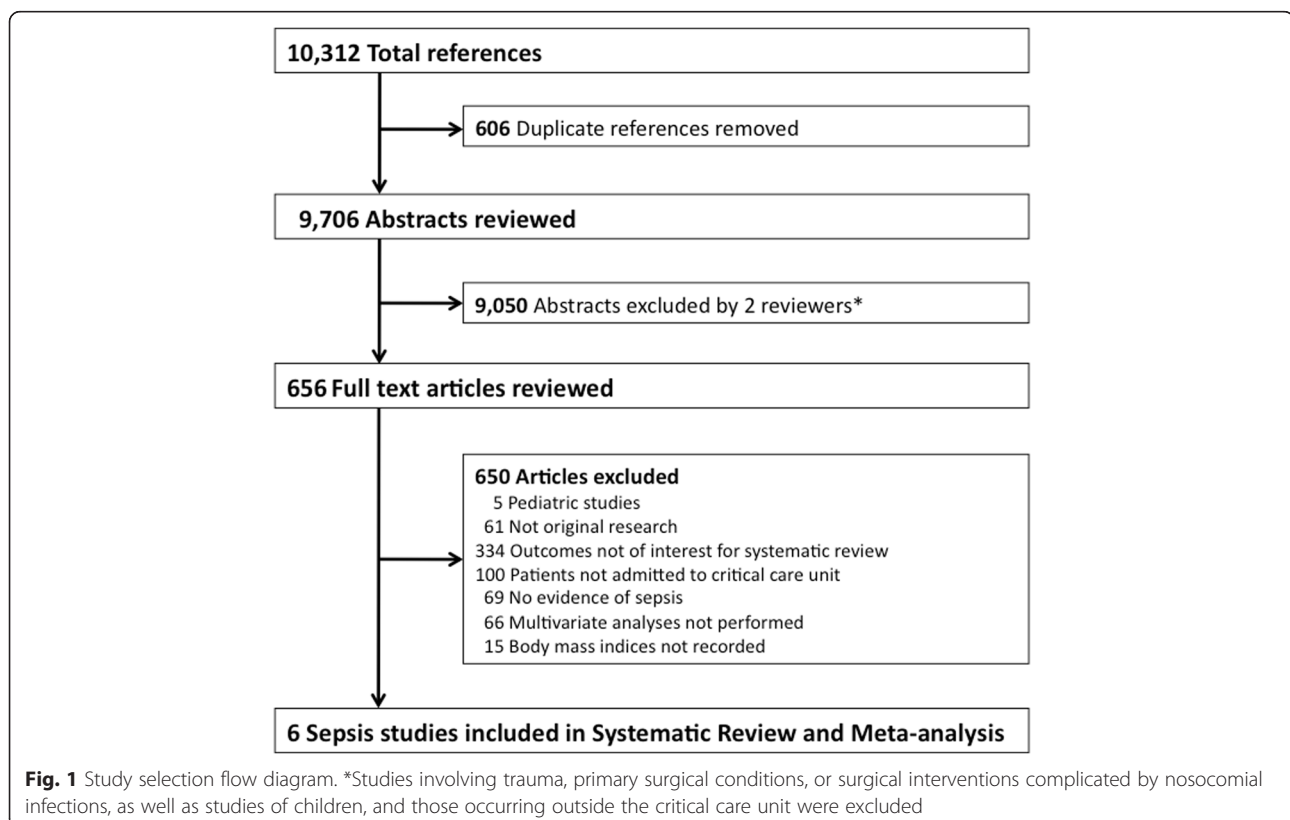 10,312 Total references
606 Duplicate references removed
9,706 Abstracts reviewed
9,050 Abstracts excluded by 2 reviewers*
656 Full text articles reviewed
650 Articles excluded
5 Pediatric studies
61 Not original research
334 Outcomes not of interest for systematic review
100 Patients not admitted to critical care unit
69 No evidence of sepsis
66 Multivariate analyses not performed
15 Body mass indices not recorded
6 Sepsis studies included in Systematic Review and Meta-analysis
Fig. 1 Study selection flow diagram. *Studies involving trauma, primary surgical conditions, or surgical interventions complicated by nosocomial
infections, as well as studies of children, and those occurring outside the critical care unit were excluded